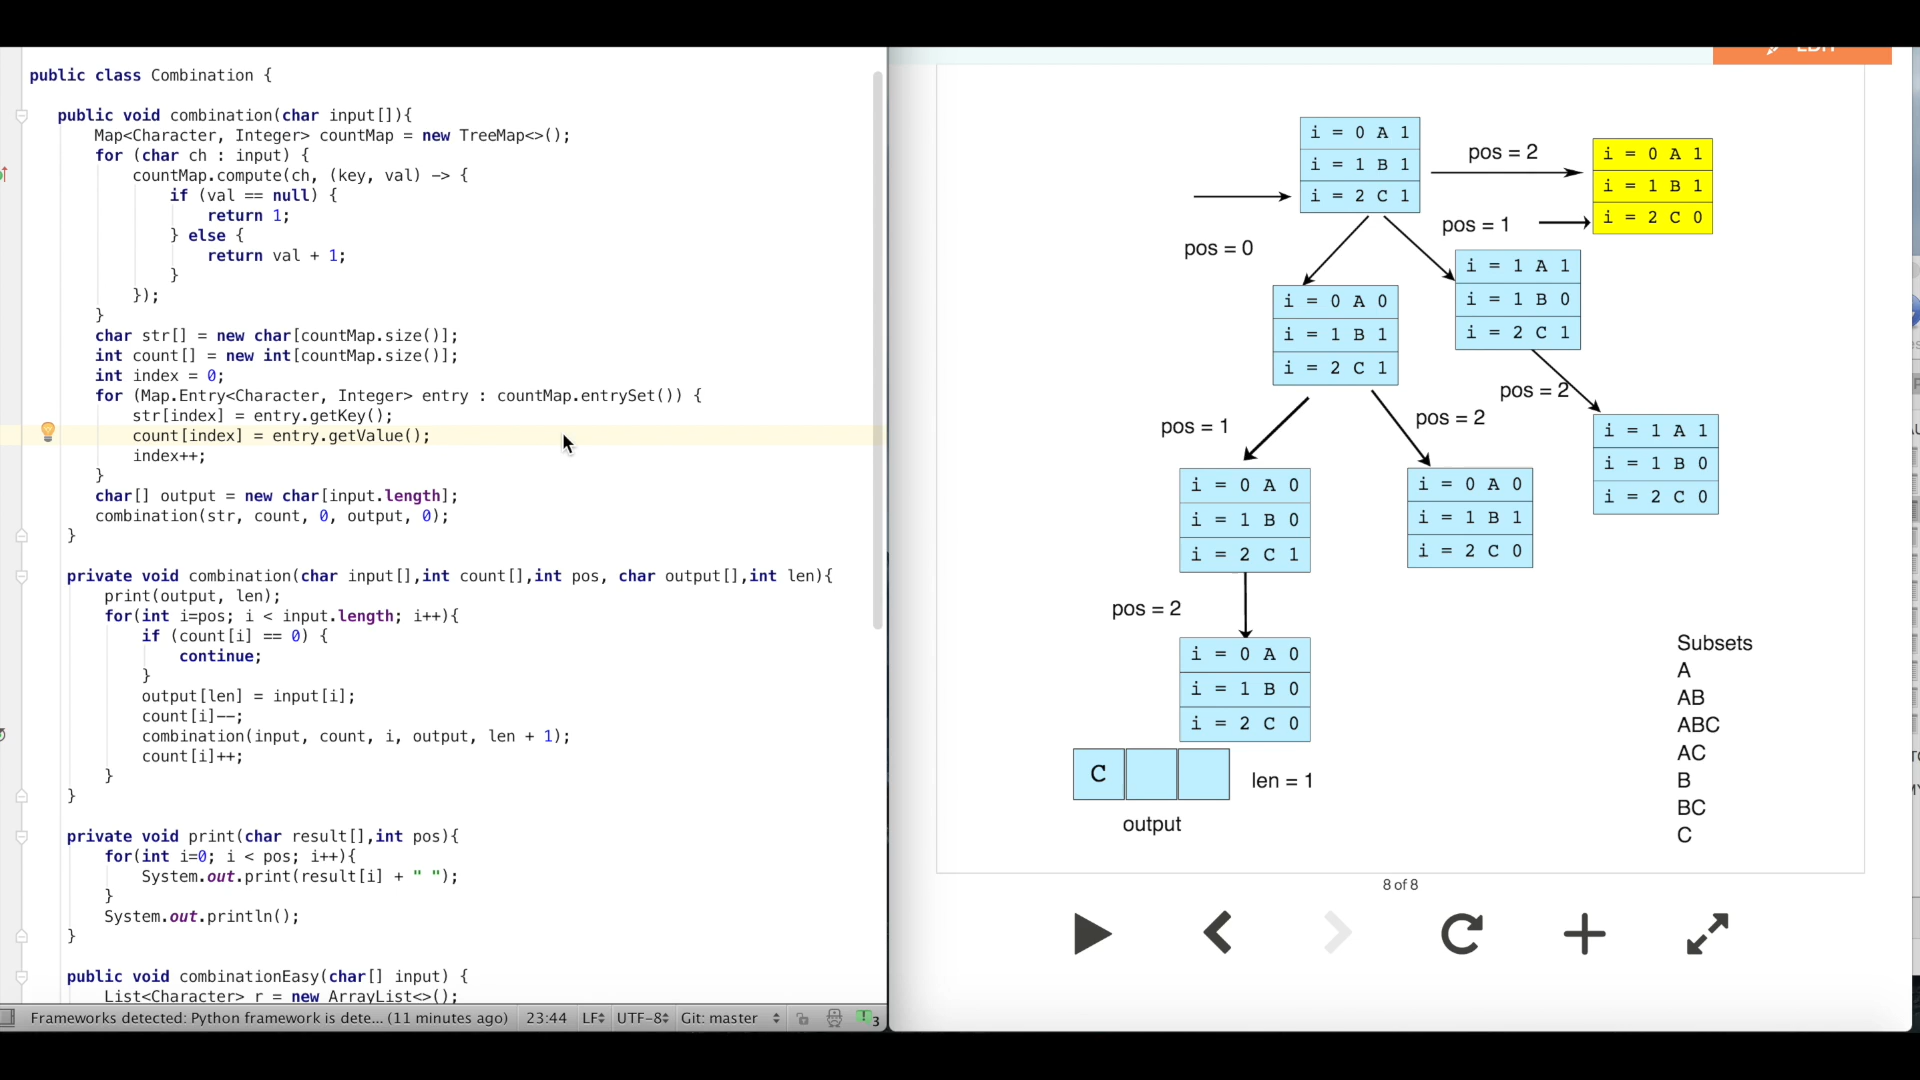 public class Combination {
public void combination(char input[]){
Map<Character, Integer> countMap = new TreeMap<>();
for (char ch : input) {
countMap.compute(ch, (key, val) -> {
if (val == null) {
return 1;
} else {
return val + 1;
}
});
}
char str[] = new char[countMap.size()];
int count[] = new int[countMap.size()];
int index = 0;
for (Map.Entry<Character, Integer> entry : countMap.entrySet()) {
str[index] = entry.getKey();
count[index] = entry.getValue();
index++;
}
char[] output = new char[input.length];
combination(str, count, 0, output, 0);
}
private void combination(char input[],int count[],int pos, char output[],int len){
print(output, len);
for(int i=pos; i < input.length; i++){
if (count[i] == 0) {
continue;
}
output[len] = input[i];
count[i]--;
combination(input, count, i, output, len + 1);
count[i]++;
}
}
private void print(char result[],int pos){
for(int i=0; i < pos; i++){
System.out.print(result[i] + " ");
}
System.out.println();
}
public void combinationEasy(char[] input) {
List<Character> r = new ArrayList<>();
Frameworks detected: Python framework is dete... (11 minutes ago) 23:44 LF UTF-8 Git: master 3
i = 0 A 1
i = 1 B 1
i = 2 C 1
pos = 2
i = 0 A 1
i = 1 B 1
i = 2 C 0
pos = 0
pos = 1
i = 1 A 1
i = 1 B 0
i = 2 C 1
i = 0 A 0
i = 1 B 1
i = 2 C 1
pos = 2
pos = 1
pos = 2
i = 1 A 1
i = 1 B 0
i = 2 C 0
i = 0 A 0
i = 1 B 0
i = 2 C 1
i = 0 A 0
i = 1 B 1
i = 2 C 0
pos = 2
i = 0 A 0
i = 1 B 0
i = 2 C 0
C
len = 1
output
Subsets
A
AB
ABC
AC
B
BC
C
8 of 8